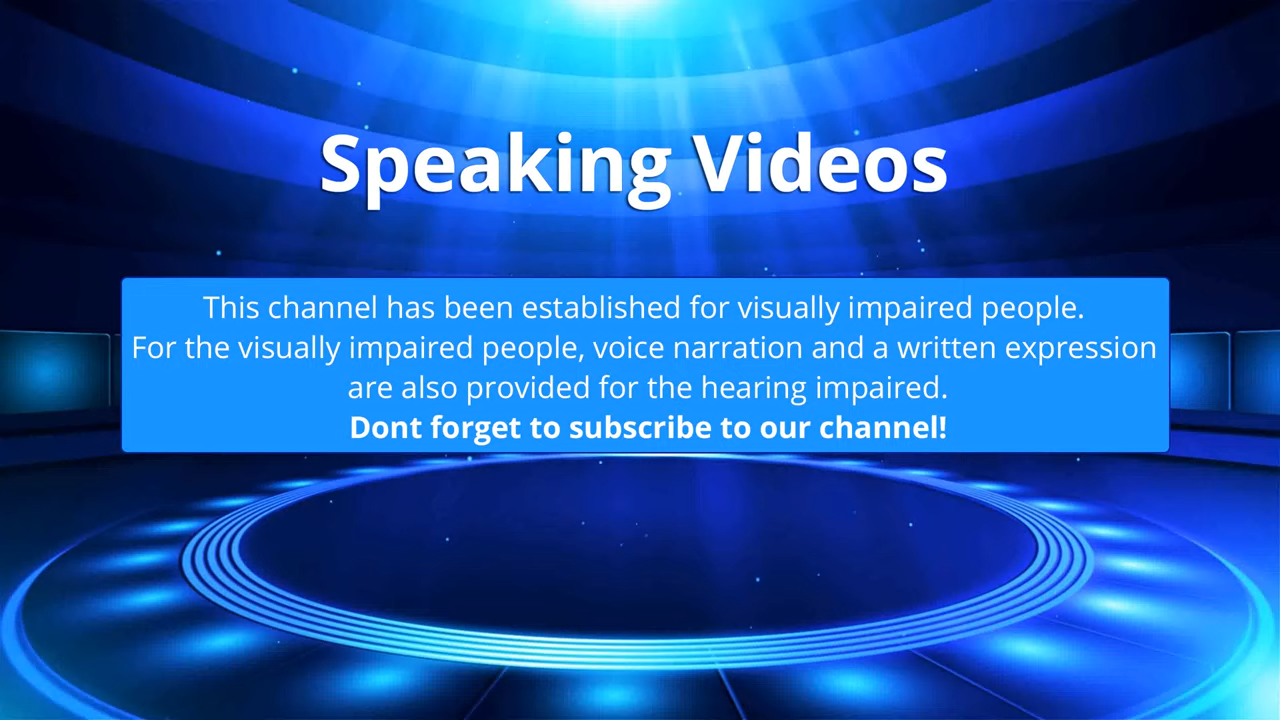 Speaking Videos
This channel has been established for visually impaired people.
For the visually impaired people, voice narration and a written expression
are also provided for the hearing impaired.
Dont forget to subscribe to our channel!